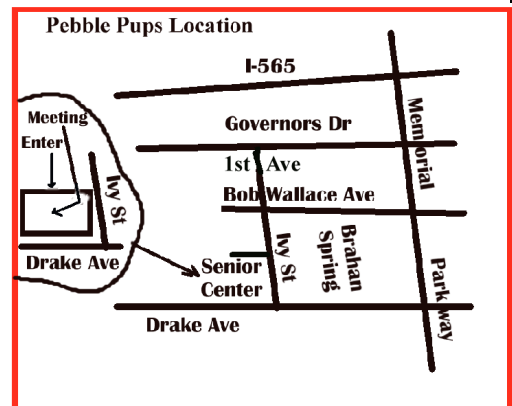 Pebble Pups Location
I-565
Meeting
Enter
Governors Dr
Memorial
Parkway
1st Ave
Bob Wallace Ave
Ivy St
Drake Ave
Senior
Center
Ivy St
Brahan
Spring
Drake Ave